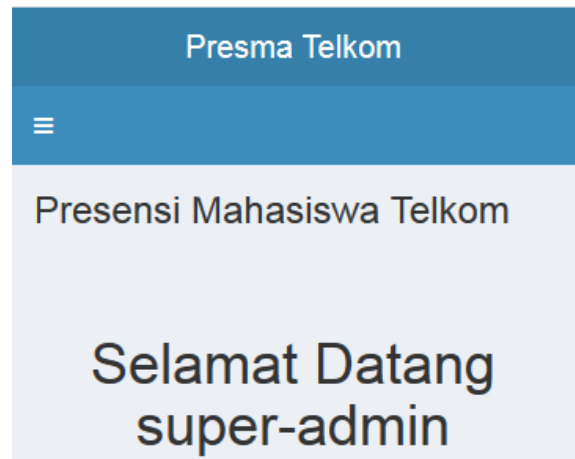 Presma Telkom
Presensi Mahasiswa Telkom
Selamat Datang
super-admin